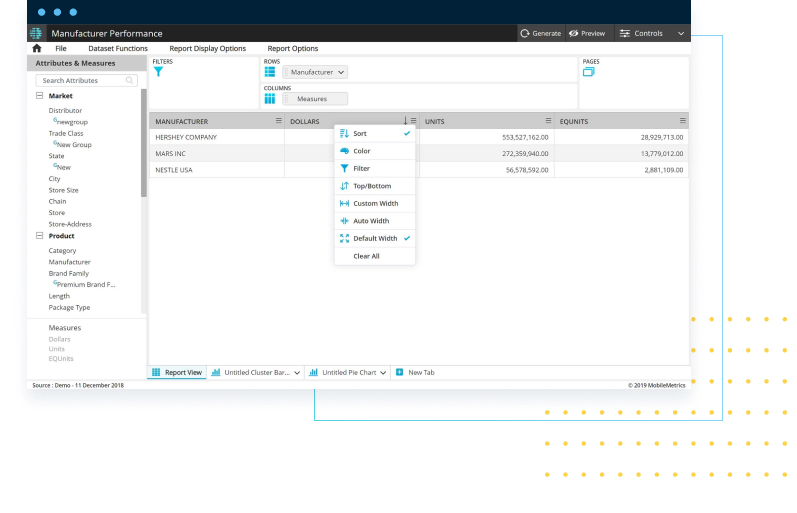 Manufacturer Performance
Generate Preview Controls
File Dataset Functions Report Display Options Report Options
Attributes & Measures
Search Attributes
Market
Distributor
Gnewgroup
Trade Class
GNew Group
State
GNew
City
Store Size
Chain
Store
Store-Address
Product
Category
Manufacturer
Brand Family
GPremium Brand F...
Length
Package Type
Measures
Dollars
Units
EQUnits
FILTERS
ROWS
Manufacturer
COLUMNS
Measures
PAGES
MANUFACTURER DOLLARS UNITS EQUNITS
HERSHEY COMPANY 553,527,162.00 28,929,713.00
MARS INC 272,359,940.00 13,779,012.00
NESTLE USA 56,578,592.00 2,881,109.00
Sort
Color
Filter
Top/Bottom
Custom Width
Auto Width
Default Width
Clear All
Report View Untitled Cluster Bar... Untitled Pie Chart New Tab
Source : Demo - 11 December 2018 © 2019 MobileMetrics